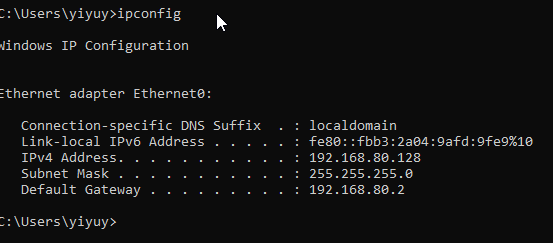 C:\Users\yiyuy>ipconfig
Windows IP Configuration
Ethernet adapter Ethernet0:
Connection-specific DNS Suffix  . : localdomain
Link-local IPv6 Address . . . . . : fe80::fbb3:2a04:9afd:9fe9%10
IPv4 Address. . . . . . . . . . . : 192.168.80.128
Subnet Mask . . . . . . . . . . . : 255.255.255.0
Default Gateway . . . . . . . . . : 192.168.80.2
C:\Users\yiyuy>